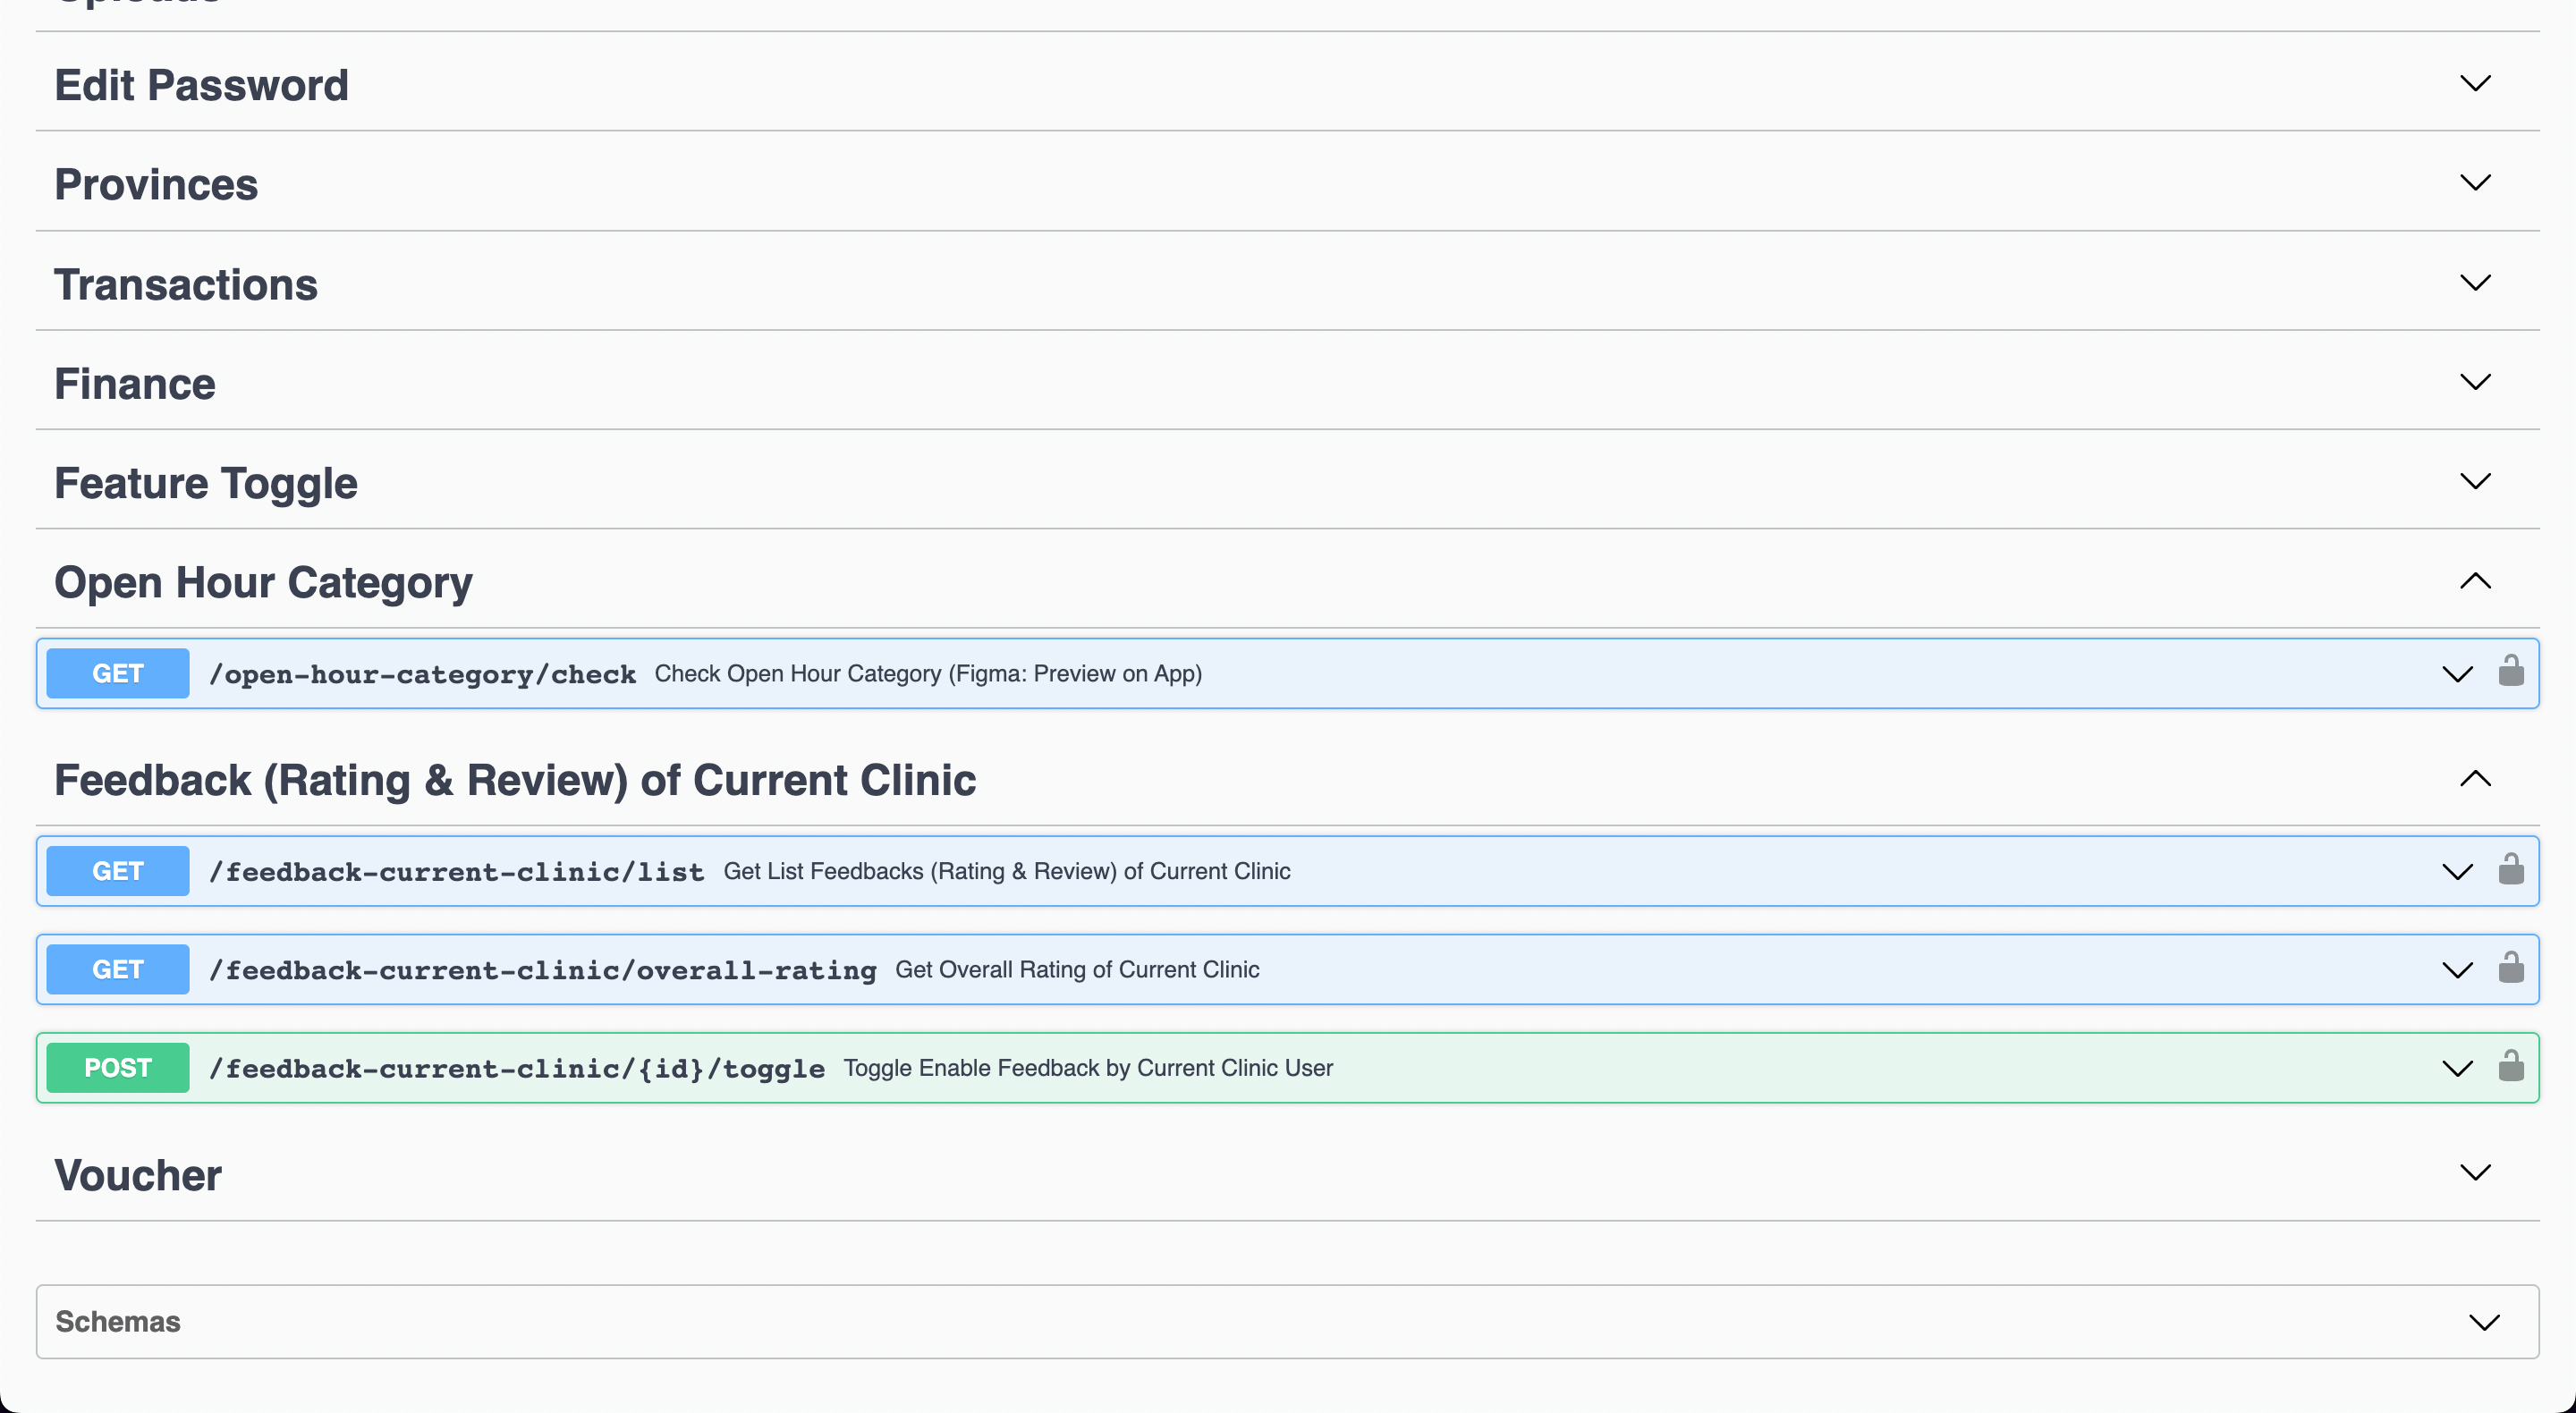 Uploads
Edit Password
Provinces
Transactions
Finance
Feature Toggle
Open Hour Category
GET /open-hour-category/check Check Open Hour Category (Figma: Preview on App)
Feedback (Rating & Review) of Current Clinic
GET /feedback-current-clinic/list Get List Feedbacks (Rating & Review) of Current Clinic
GET /feedback-current-clinic/overall-rating Get Overall Rating of Current Clinic
POST /feedback-current-clinic/{id}/toggle Toggle Enable Feedback by Current Clinic User
Voucher
Schemas